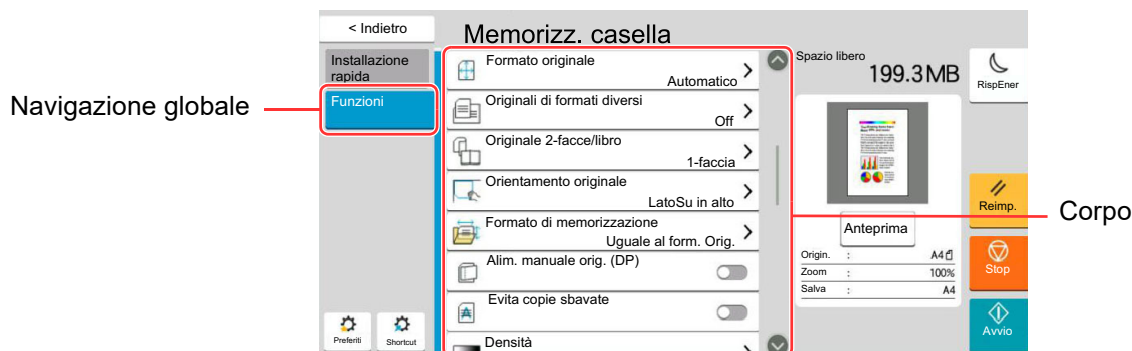 < Indietro
Memorizz. casella
Installazione
rapida
Funzioni
Navigazione globale
Formato originale
Automatico
Originali di formati diversi
Off
Originale 2-facce/libro
1-faccia
Orientamento originale
LatoSu in alto
Formato di memorizzazione
Uguale al form. Orig.
Alim. manuale orig. (DP)
Evita copie sbavate
Densità
Spazio libero
199.3MB
Anteprima
Origin. : A4
Zoom : 100%
Salva : A4
RispEner
Reimp.
Stop
Avvio
Corpo
Preferiti
Shortcut